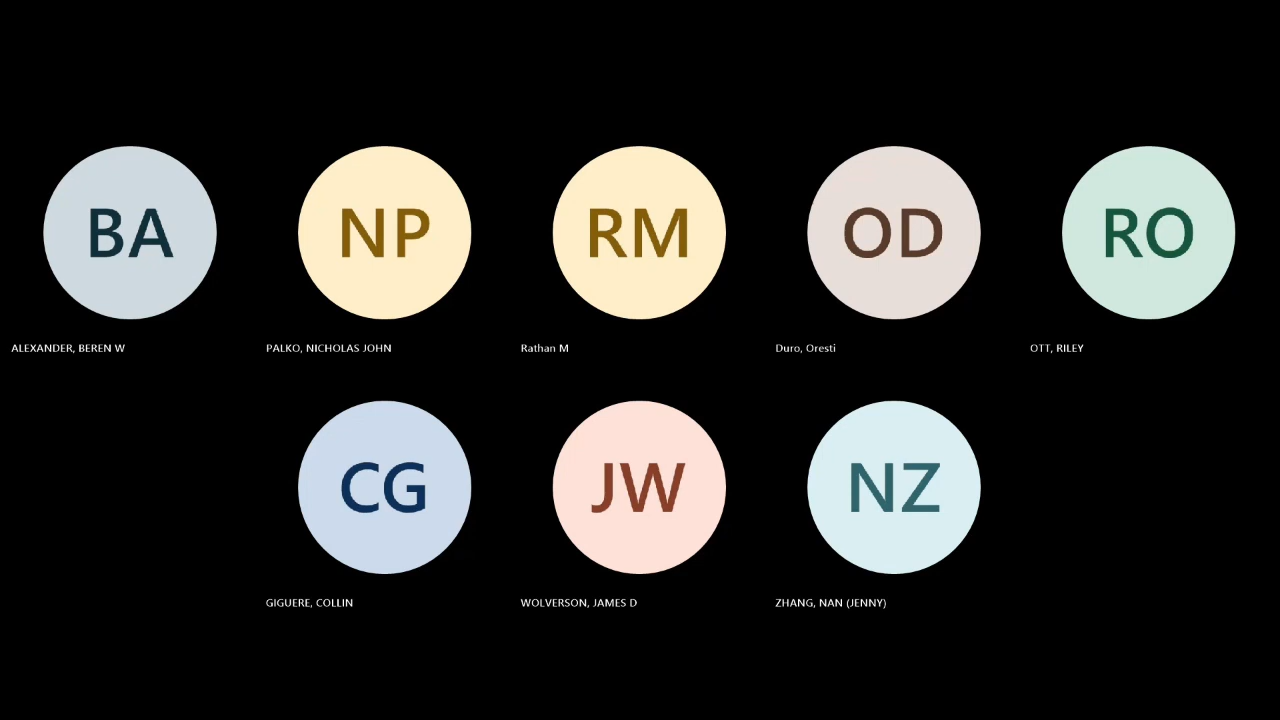 BA
NP
RM
OD
RO
ALEXANDER, BEREN W
PALKO, NICHOLAS JOHN
Rathan M
Duro, Oresti
OTT, RILEY
CG
JW
NZ
GIGUERE, COLLIN
WOLVERSON, JAMES D
ZHANG, NAN (JENNY)